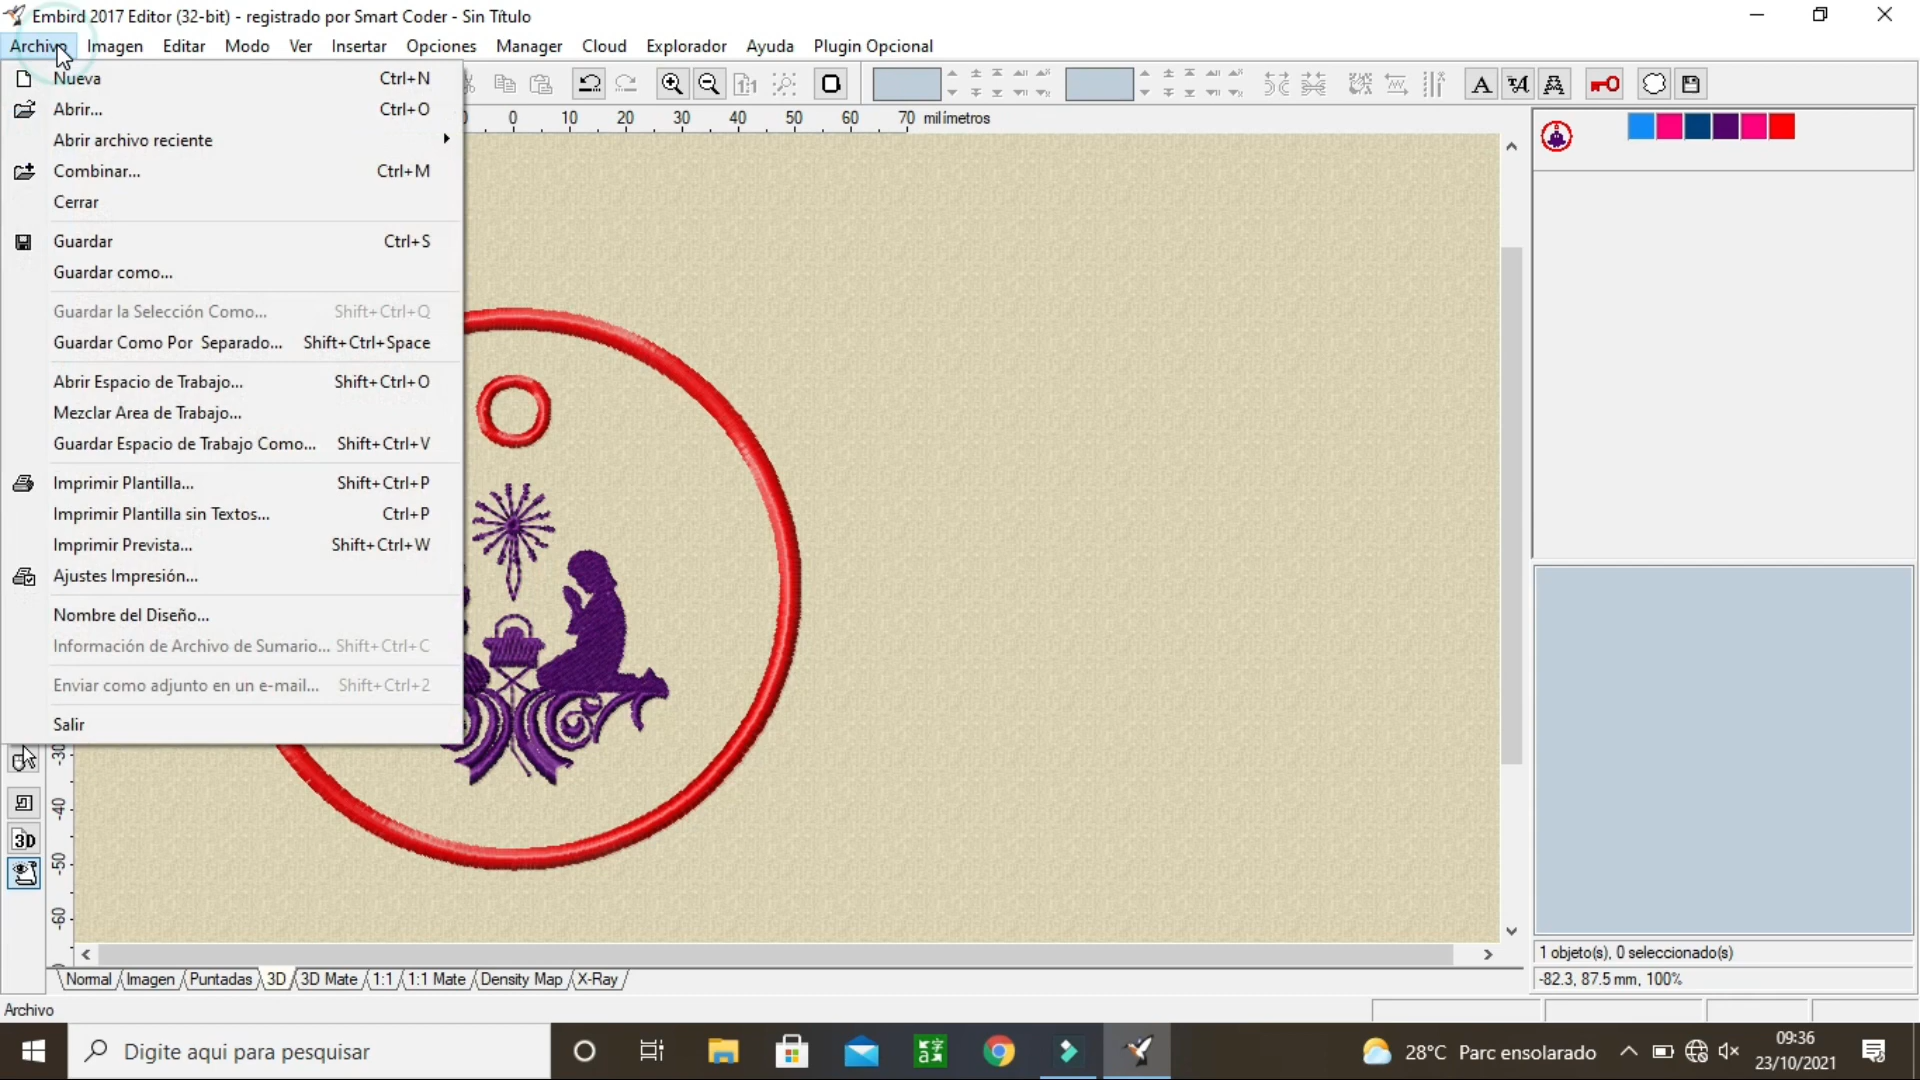 Embird 2017 Editor (32-bit) - registrado por Smart Coder - Sin Título
Archivo Imagen Editar Modo Ver Insertar Opciones Manager Cloud Explorador Ayuda Plugin Opcional
Nueva Ctrl+N
Abrir... Ctrl+O
Abrir archivo reciente
Combinar... Ctrl+M
Cerrar
Guardar Ctrl+S
Guardar como...
Guardar la Selección Como... Shift+Ctrl+Q
Guardar Como Por Separado... Shift+Ctrl+Space
Abrir Espacio de Trabajo... Shift+Ctrl+O
Mezclar Area de Trabajo...
Guardar Espacio de Trabajo Como... Shift+Ctrl+V
Imprimir Plantilla... Shift+Ctrl+P
Imprimir Plantilla sin Textos... Ctrl+P
Imprimir Prevista... Shift+Ctrl+W
Ajustes Impresión...
Nombre del Diseño...
Información de Archivo de Sumario... Shift+Ctrl+C
Enviar como adjunto en un e-mail... Shift+Ctrl+2
Salir
0 10 20 30 40 50 60 70 milimetros
-30
-40
-50
-60
3D
1 objeto(s), 0 seleccionado(s)
-82.3, 87.5 mm, 100%
Normal Imagen Puntadas 3D 3D Mate 1:1 1:1 Mate Density Map X-Ray
Archivo
Digite aqui para pesquisar
28°C Parc ensolarado
09:36
23/10/2021